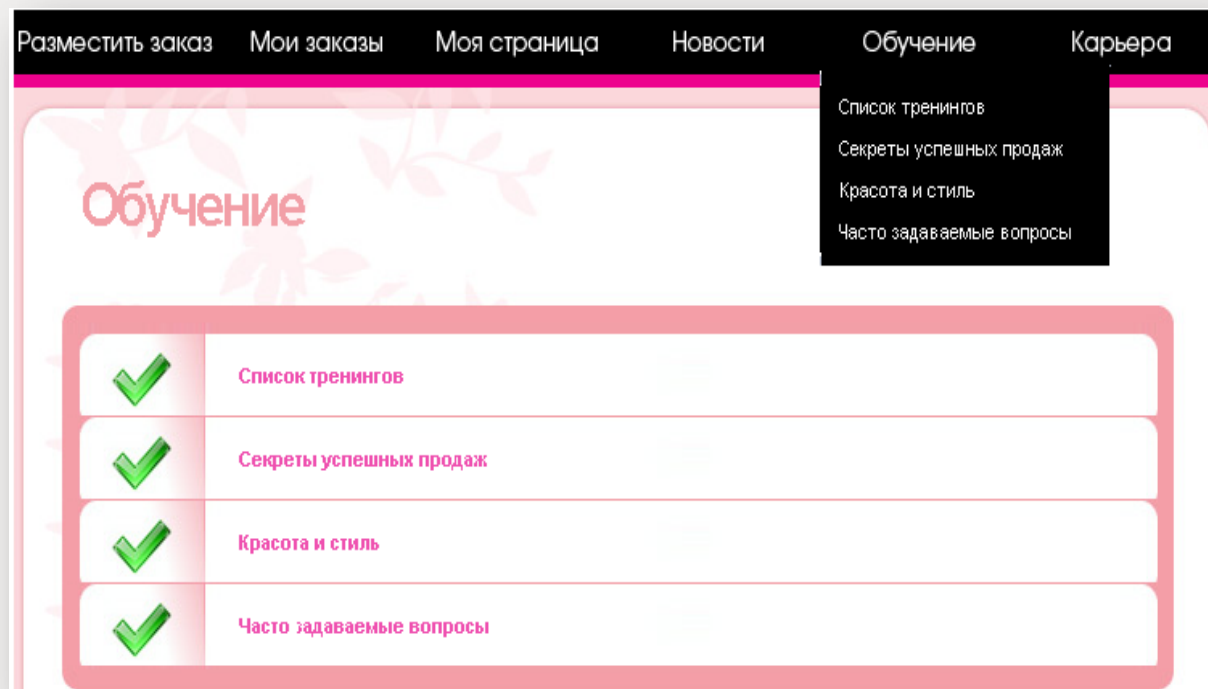 Разместить заказ Мои заказы Моя страница Новости Обучение Карьера
Список тренингов
Секреты успешных продаж
Красота и стиль
Часто задаваемые вопросы
Обучение
Список тренингов
Секреты успешных продаж
Красота и стиль
Часто задаваемые вопросы